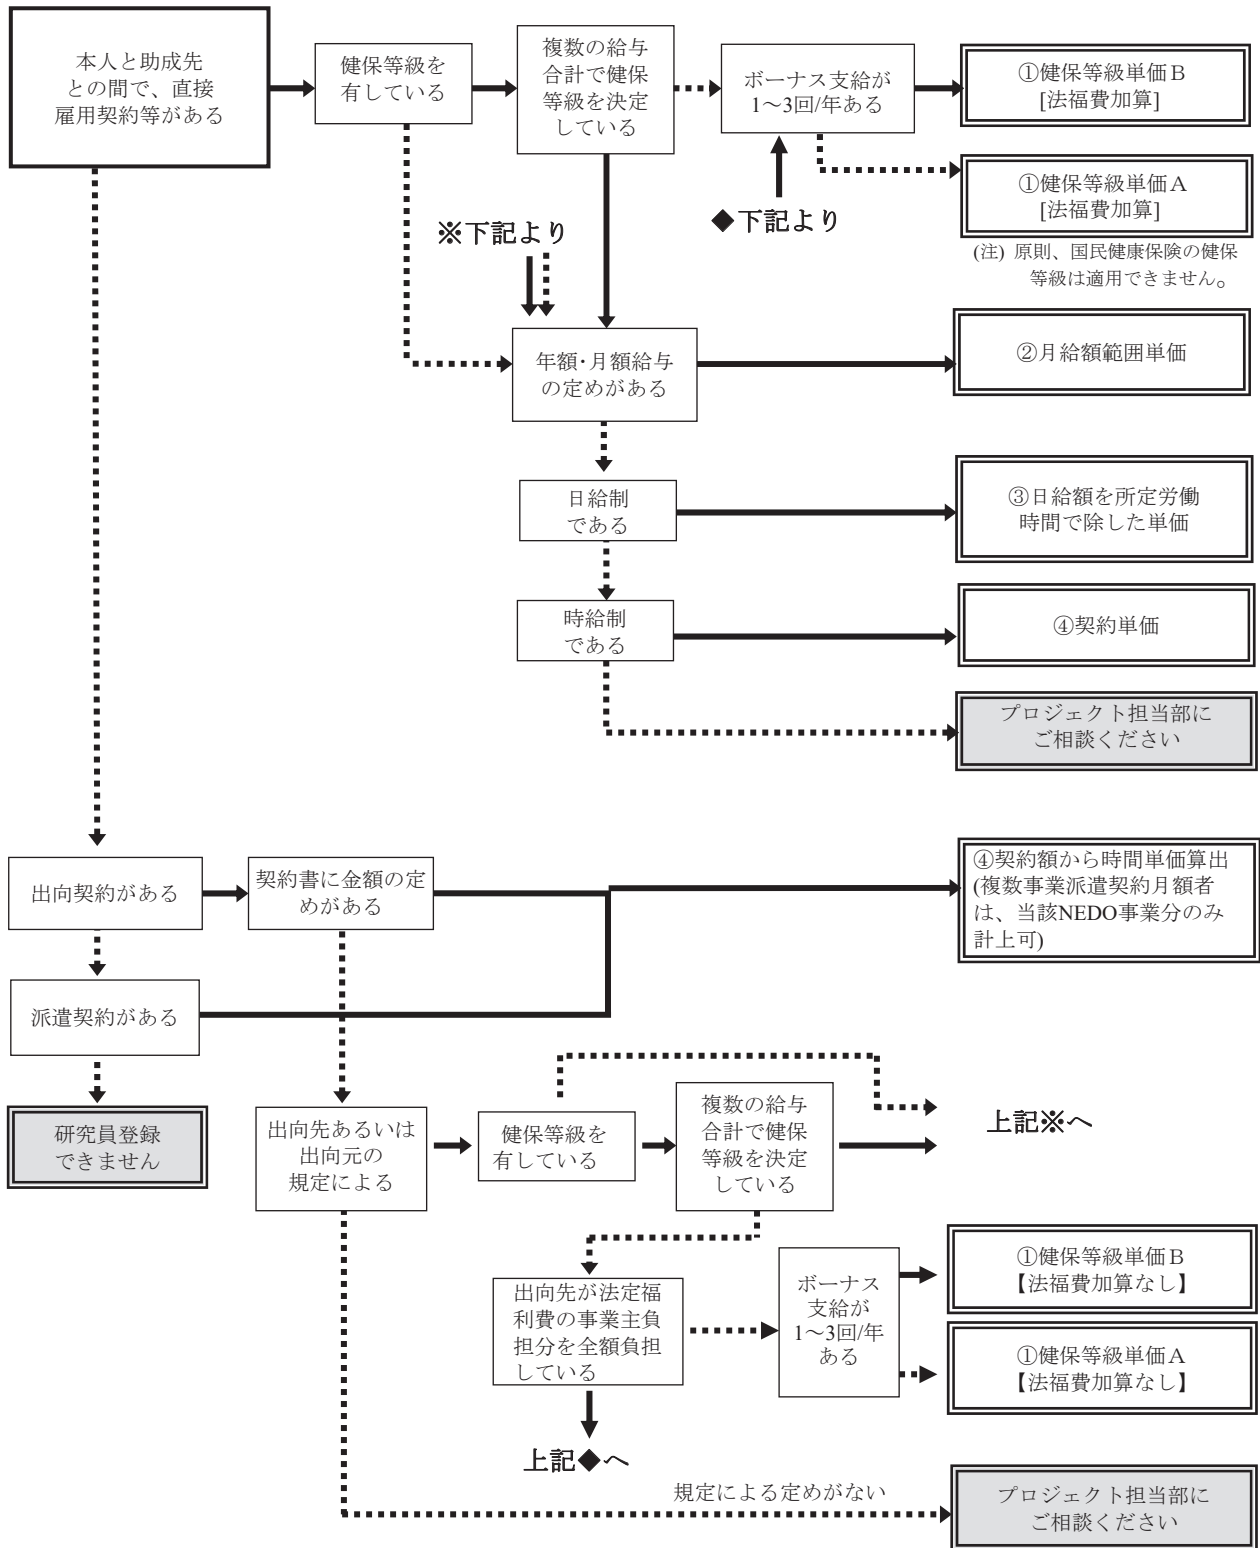 本人と助成先
との間で、直接
雇用契約等がある
健保等級を
有している
複数の給与
合計で健保
等級を決定
している
ボーナス支給が
1～3回/年ある
①健保等級単価Ｂ
[法福費加算]
①健保等級単価Ａ
[法福費加算]
(注) 原則、国民健康保険の健保
等級は適用できません。
※下記より
◆下記より
年額･月額給与
の定めがある
②月給額範囲単価
日給制
である
③日給額を所定労働
時間で除した単価
時給制
である
④契約単価
プロジェクト担当部に
ご相談ください
出向契約がある
契約書に金額の定
めがある
④契約額から時間単価算出
(複数事業派遣契約月額者
は、当該NEDO事業分のみ
計上可)
派遣契約がある
研究員登録
できません
出向先あるいは
出向元の
規定による
健保等級を
有している
複数の給与
合計で健保
等級を決定
している
上記※へ
出向先が法定福
利費の事業主負
担分を全額負担
している
ボーナス
支給が
1～3回/年
ある
①健保等級単価Ｂ
【法福費加算なし】
①健保等級単価Ａ
【法福費加算なし】
上記◆へ
規定による定めがない
プロジェクト担当部に
ご相談ください